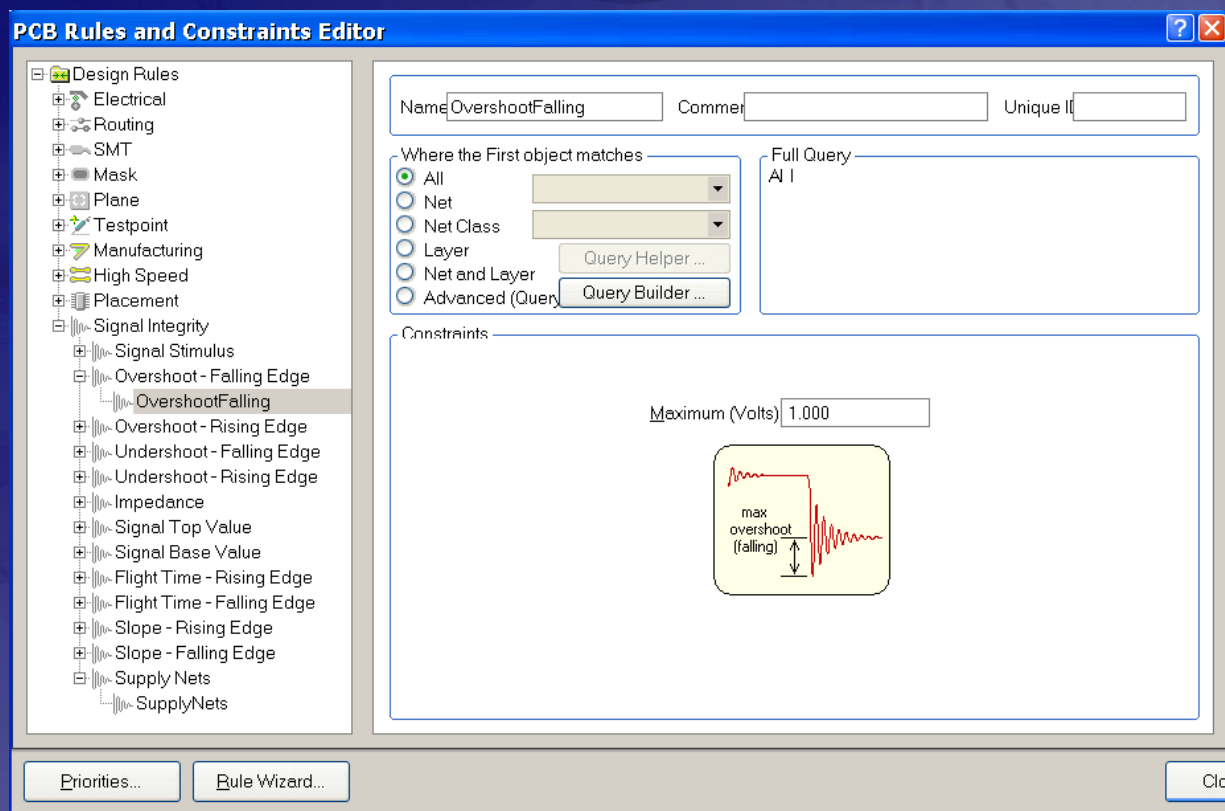 PCB Rules and Constraints Editor
Design Rules
Electrical
Routing
SMT
Mask
Plane
Testpoint
Manufacturing
High Speed
Placement
Signal Integrity
Signal Stimulus
Overshoot - Falling Edge
OvershootFalling
Overshoot - Rising Edge
Undershoot - Falling Edge
Undershoot - Rising Edge
Impedance
Signal Top Value
Signal Base Value
Flight Time - Rising Edge
Flight Time - Falling Edge
Slope - Rising Edge
Slope - Falling Edge
Supply Nets
SupplyNets
Name OvershootFalling Commer Unique I
Where the First object matches
All
Net
Net Class
Layer
Net and Layer
Advanced (Query
Query Helper ...
Query Builder ...
Full Query
All
Constraints
Maximum (Volts) 1.000
max
overshoot
(falling)
Priorities...
Rule Wizard...
Clo